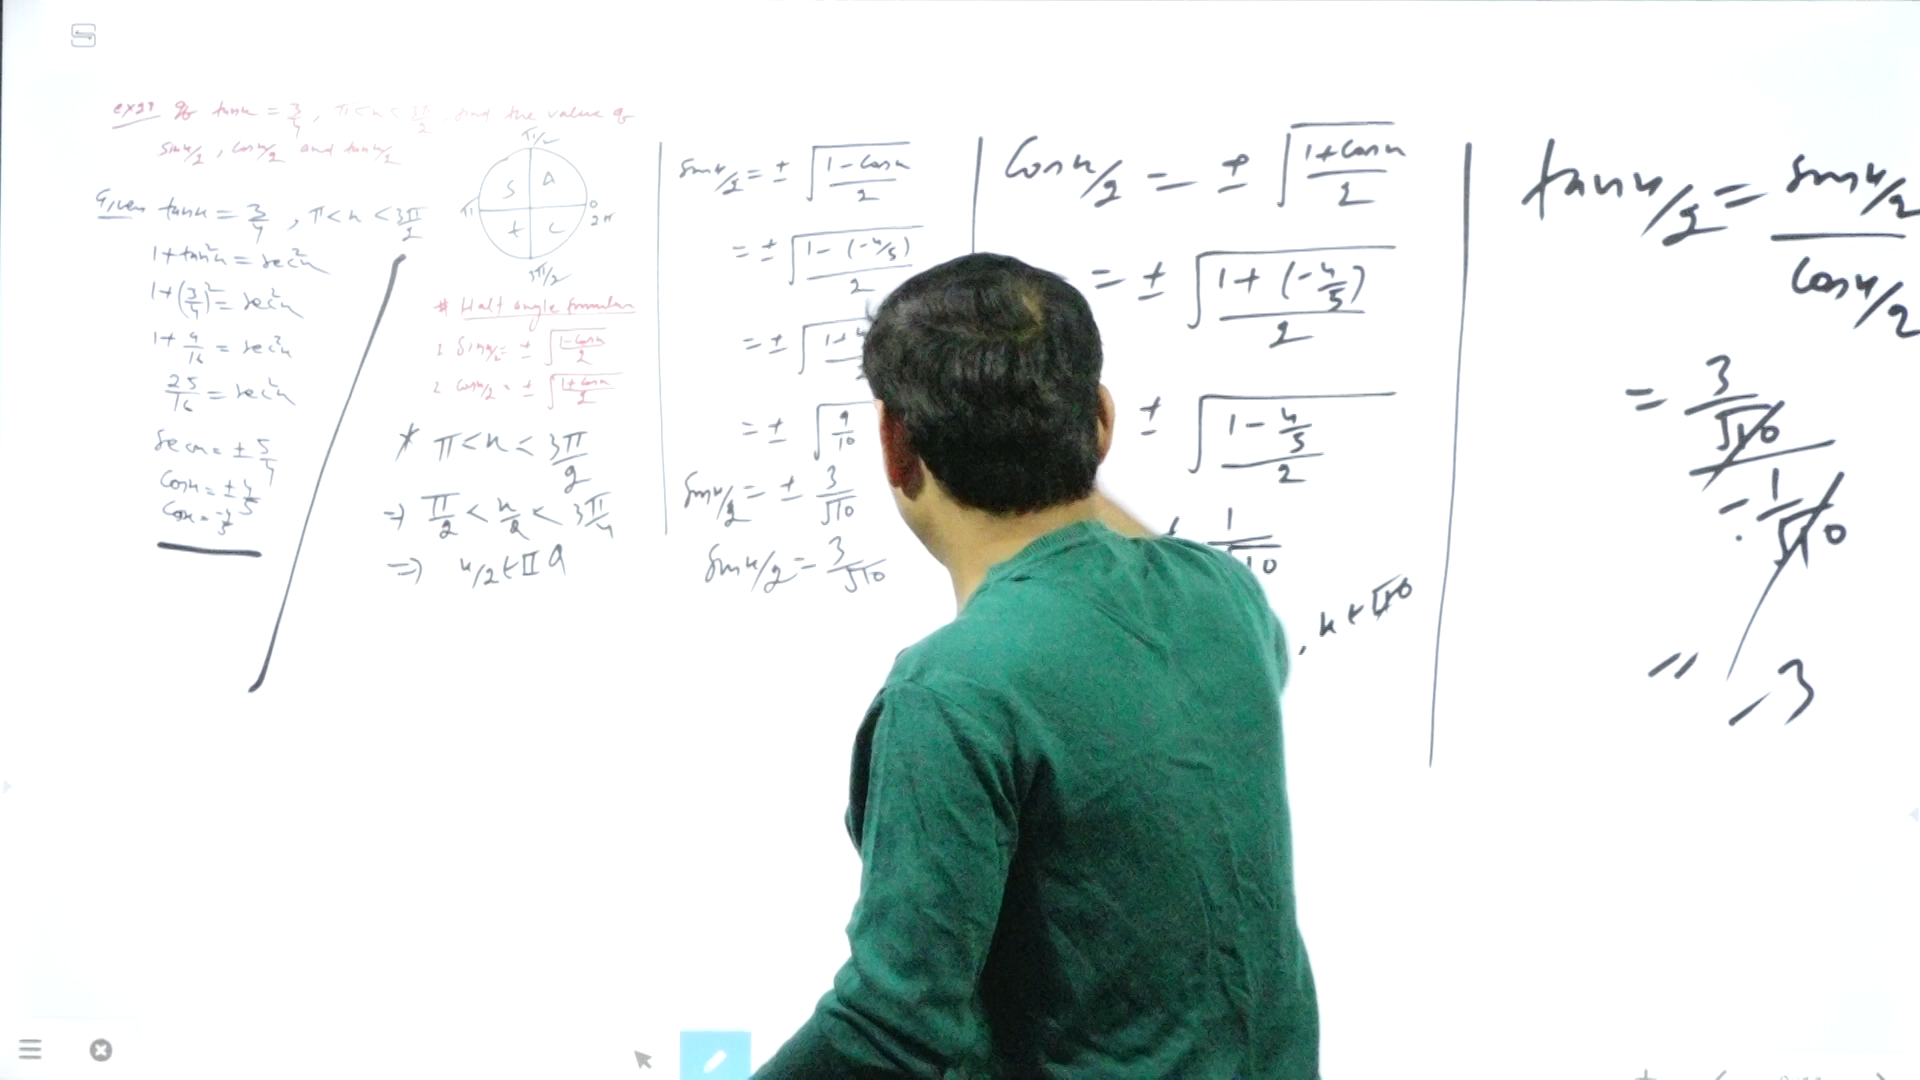 ex29 If tanx = 3/4, π<x<3π/2, find the value of
sinx/2, cosx/2 and tanx/2
Given tanx = 3/4, π<x<3π/2
1+tan²x = sec²x
1+(3/4)² = sec²x
1+9/16 = sec²x
25/16 = sec²x
secx = ±5/4
cosx = ±4/5
cosx = -4/5
π/2
S A
π 0
2π
t C
3π/2
* Half angle formulas
1 Sinx/2 = ± √((1-cosx)/2)
2 Cosx/2 = ± √((1+cosx)/2)
* π<x<3π/2
⇒ π/2 < x/2 < 3π/4
⇒ x/2 ∈ II Q
Sinx/2 = ± √((1-cosx)/2)
= ± √((1-(-4/5))/2)
= ± √(1+4
= ± √(9/10)
Sinx/2 = ± 3/√10
Sinx/2 = 3/√10
Cosx/2 = ± √((1+cosx)/2)
= ± √((1+(-4/5))/2)
± √((1-4/5)/2)
1/√10
, x ∈ II Q
tanx/2 = sinx/2 / cosx/2
= 3/√10 / -1/√10
= -3